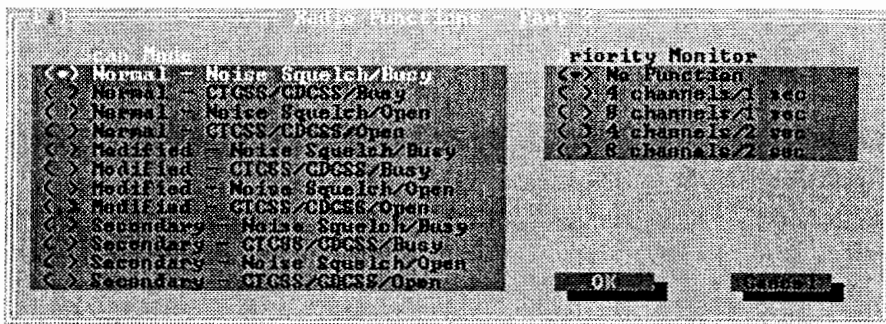 Radio Functions - Part 2
can Mode
(•) Normal - Noise Squelch/Busy
( ) Normal - CTCSS/CDCSS/Busy
( ) Normal - Noise Squelch/Open
( ) Normal - CTCSS/CDCSS/Open
( ) Modified - Noise Squelch/Busy
( ) Modified - CTCSS/CDCSS/Busy
( ) Modified - Noise Squelch/Open
( ) Modified - CTCSS/CDCSS/Open
( ) Secondary - Noise Squelch/Busy
( ) Secondary - CTCSS/CDCSS/Busy
( ) Secondary - Noise Squelch/Open
( ) Secondary - CTCSS/CDCSS/Open
riority Monitor
(•) No Function
( ) 4 channels/1 sec
( ) 8 channels/1 sec
( ) 4 channels/2 sec
( ) 8 channels/2 sec
OK
Cancel